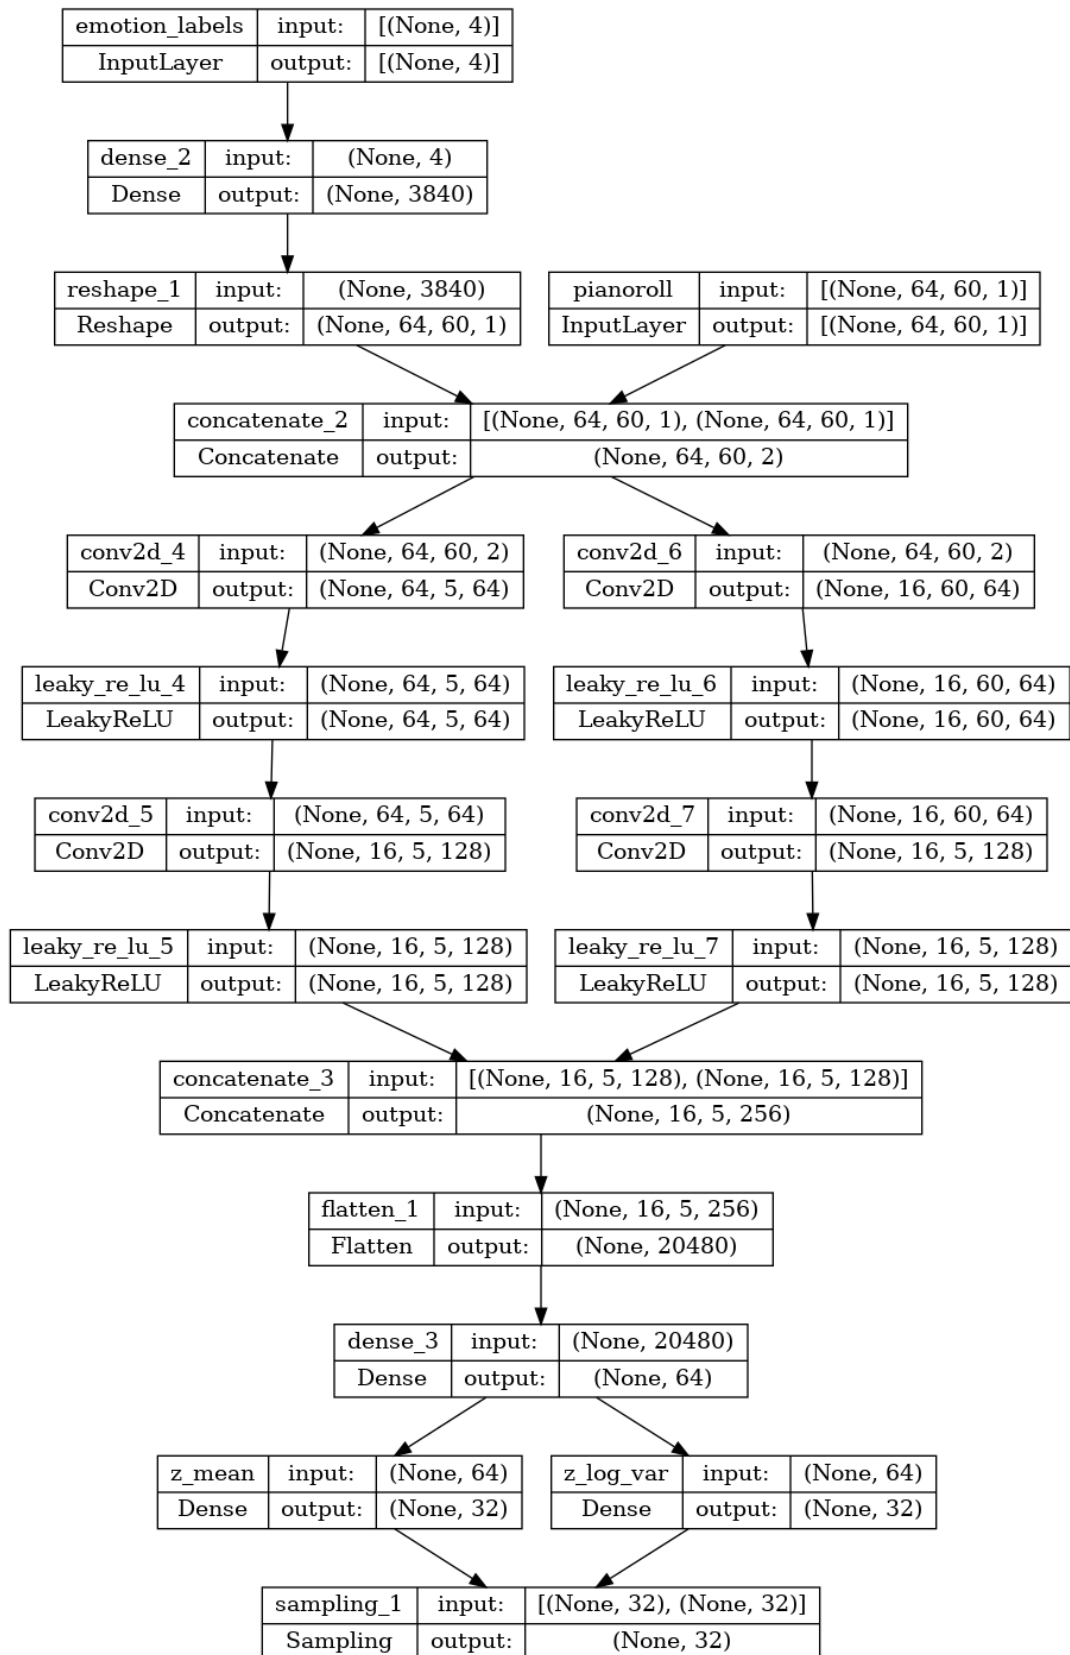 emotion_labels input: [(None, 4)]
InputLayer output: [(None, 4)]
dense_2 input: (None, 4)
Dense output: (None, 3840)
reshape_1 input: (None, 3840)
Reshape output: (None, 64, 60, 1)
pianoroll input: [(None, 64, 60, 1)]
InputLayer output: [(None, 64, 60, 1)]
concatenate_2 input: [(None, 64, 60, 1), (None, 64, 60, 1)]
Concatenate output: (None, 64, 60, 2)
conv2d_4 input: (None, 64, 60, 2)
Conv2D output: (None, 64, 5, 64)
conv2d_6 input: (None, 64, 60, 2)
Conv2D output: (None, 16, 60, 64)
leaky_re_lu_4 input: (None, 64, 5, 64)
LeakyReLU output: (None, 64, 5, 64)
leaky_re_lu_6 input: (None, 16, 60, 64)
LeakyReLU output: (None, 16, 60, 64)
conv2d_5 input: (None, 64, 5, 64)
Conv2D output: (None, 16, 5, 128)
conv2d_7 input: (None, 16, 60, 64)
Conv2D output: (None, 16, 5, 128)
leaky_re_lu_5 input: (None, 16, 5, 128)
LeakyReLU output: (None, 16, 5, 128)
leaky_re_lu_7 input: (None, 16, 5, 128)
LeakyReLU output: (None, 16, 5, 128)
concatenate_3 input: [(None, 16, 5, 128), (None, 16, 5, 128)]
Concatenate output: (None, 16, 5, 256)
flatten_1 input: (None, 16, 5, 256)
Flatten output: (None, 20480)
dense_3 input: (None, 20480)
Dense output: (None, 64)
z_mean input: (None, 64)
Dense output: (None, 32)
z_log_var input: (None, 64)
Dense output: (None, 32)
sampling_1 input: [(None, 32), (None, 32)]
Sampling output: (None, 32)